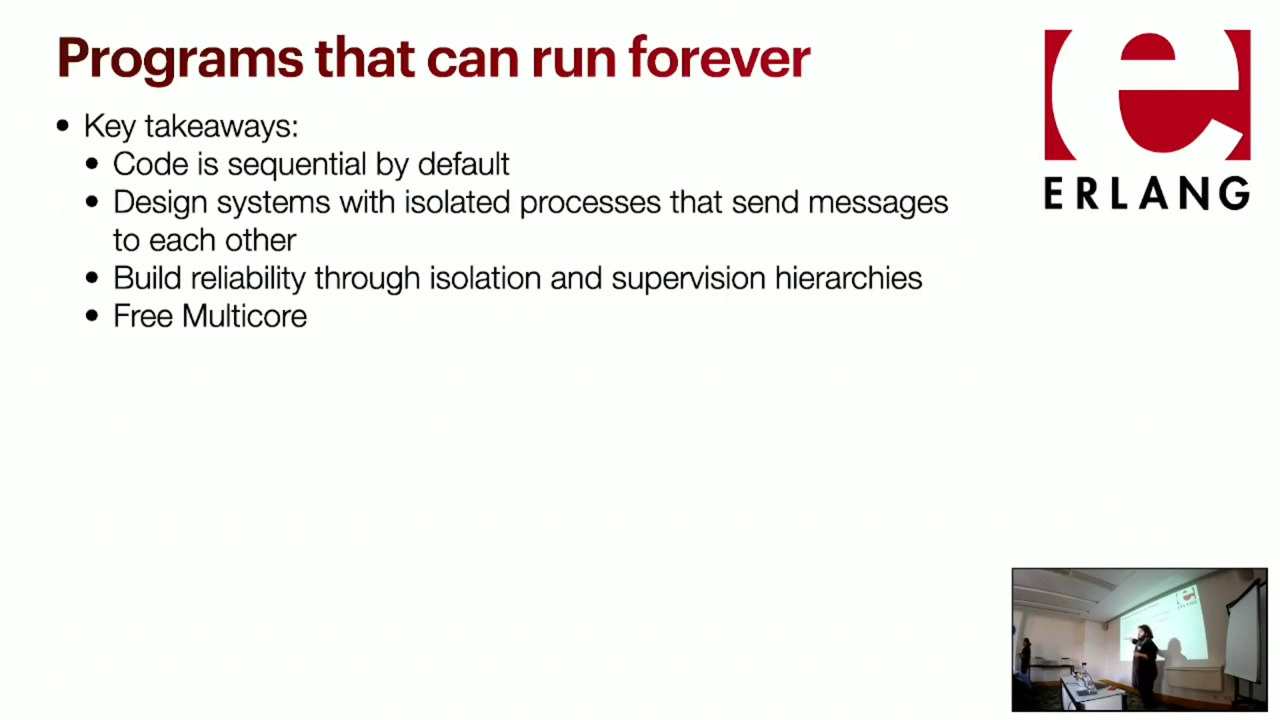 Programs that can run forever
• Key takeaways:
• Code is sequential by default
• Design systems with isolated processes that send messages
to each other
• Build reliability through isolation and supervision hierarchies
• Free Multicore
e
ERLANG
ERLANG